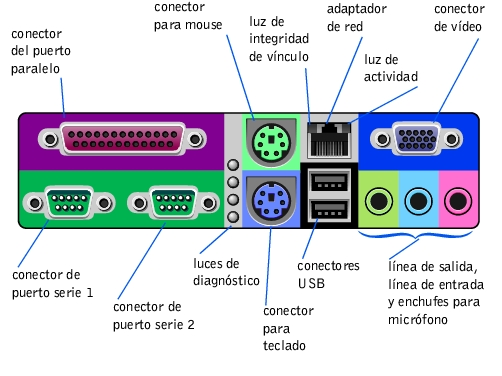 conector
del puerto
paralelo
conector
para mouse
luz de
integridad
de vínculo
adaptador
de red
luz de
actividad
conector
de vídeo
conector de
puerto serie 1
conector de
puerto serie 2
luces de
diagnóstico
conector
para
teclado
conectores
USB
línea de salida,
línea de entrada
y enchufes para
micrófono